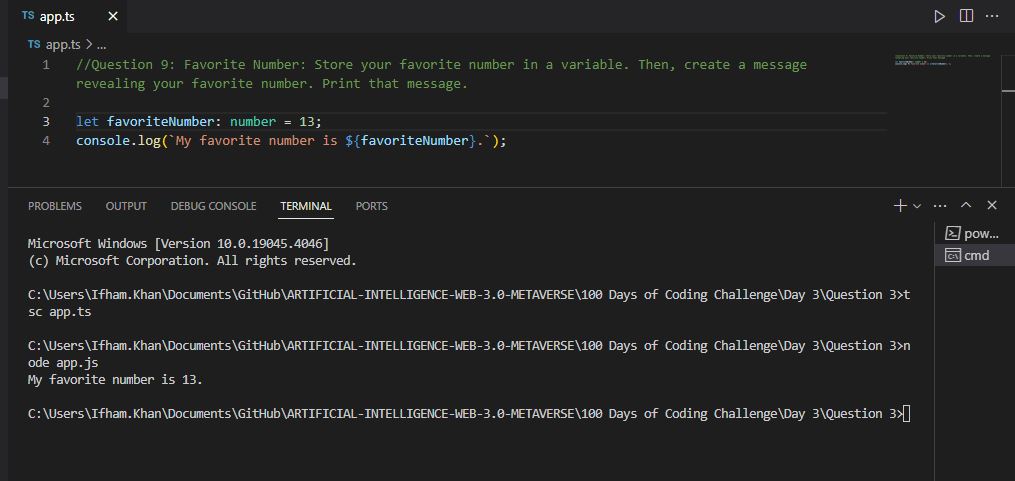 TS app.ts
TS app.ts > ...
1 //Question 9: Favorite Number: Store your favorite number in a variable. Then, create a message
revealing your favorite number. Print that message.
2
3 let favoriteNumber: number = 13;
4 console.log(`My favorite number is ${favoriteNumber}.`);
PROBLEMS OUTPUT DEBUG CONSOLE TERMINAL PORTS
pow...
cmd
Microsoft Windows [Version 10.0.19045.4046]
(c) Microsoft Corporation. All rights reserved.
C:\Users\Ifham.Khan\Documents\GitHub\ARTIFICIAL-INTELLIGENCE-WEB-3.0-METAVERSE\100 Days of Coding Challenge\Day 3\Question 3>t
sc app.ts
C:\Users\Ifham.Khan\Documents\GitHub\ARTIFICIAL-INTELLIGENCE-WEB-3.0-METAVERSE\100 Days of Coding Challenge\Day 3\Question 3>n
ode app.js
My favorite number is 13.
C:\Users\Ifham.Khan\Documents\GitHub\ARTIFICIAL-INTELLIGENCE-WEB-3.0-METAVERSE\100 Days of Coding Challenge\Day 3\Question 3>